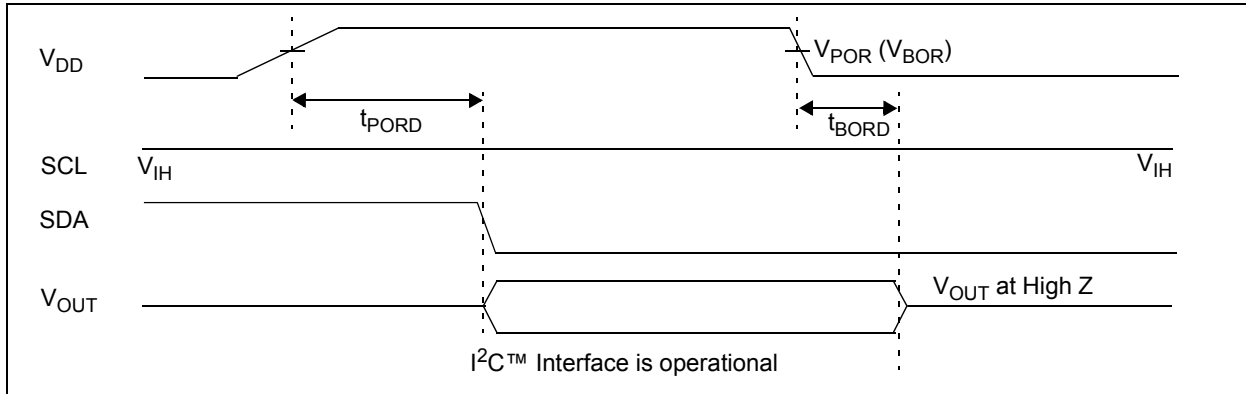 VDD
VPOR (VBOR)
tPORD
tBORD
SCL
VIH
VIH
SDA
VOUT
VOUT at High Z
I2C™ Interface is operational